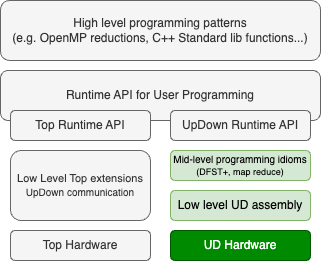 High level programming patterns
(e.g. OpenMP reductions, C++ Standard lib functions...)
Runtime API for User Programming
Top Runtime API
UpDown Runtime API
Low Level Top extensions
UpDown communication
Mid-level programming idioms
(DFST+, map reduce)
Low level UD assembly
Top Hardware
UD Hardware